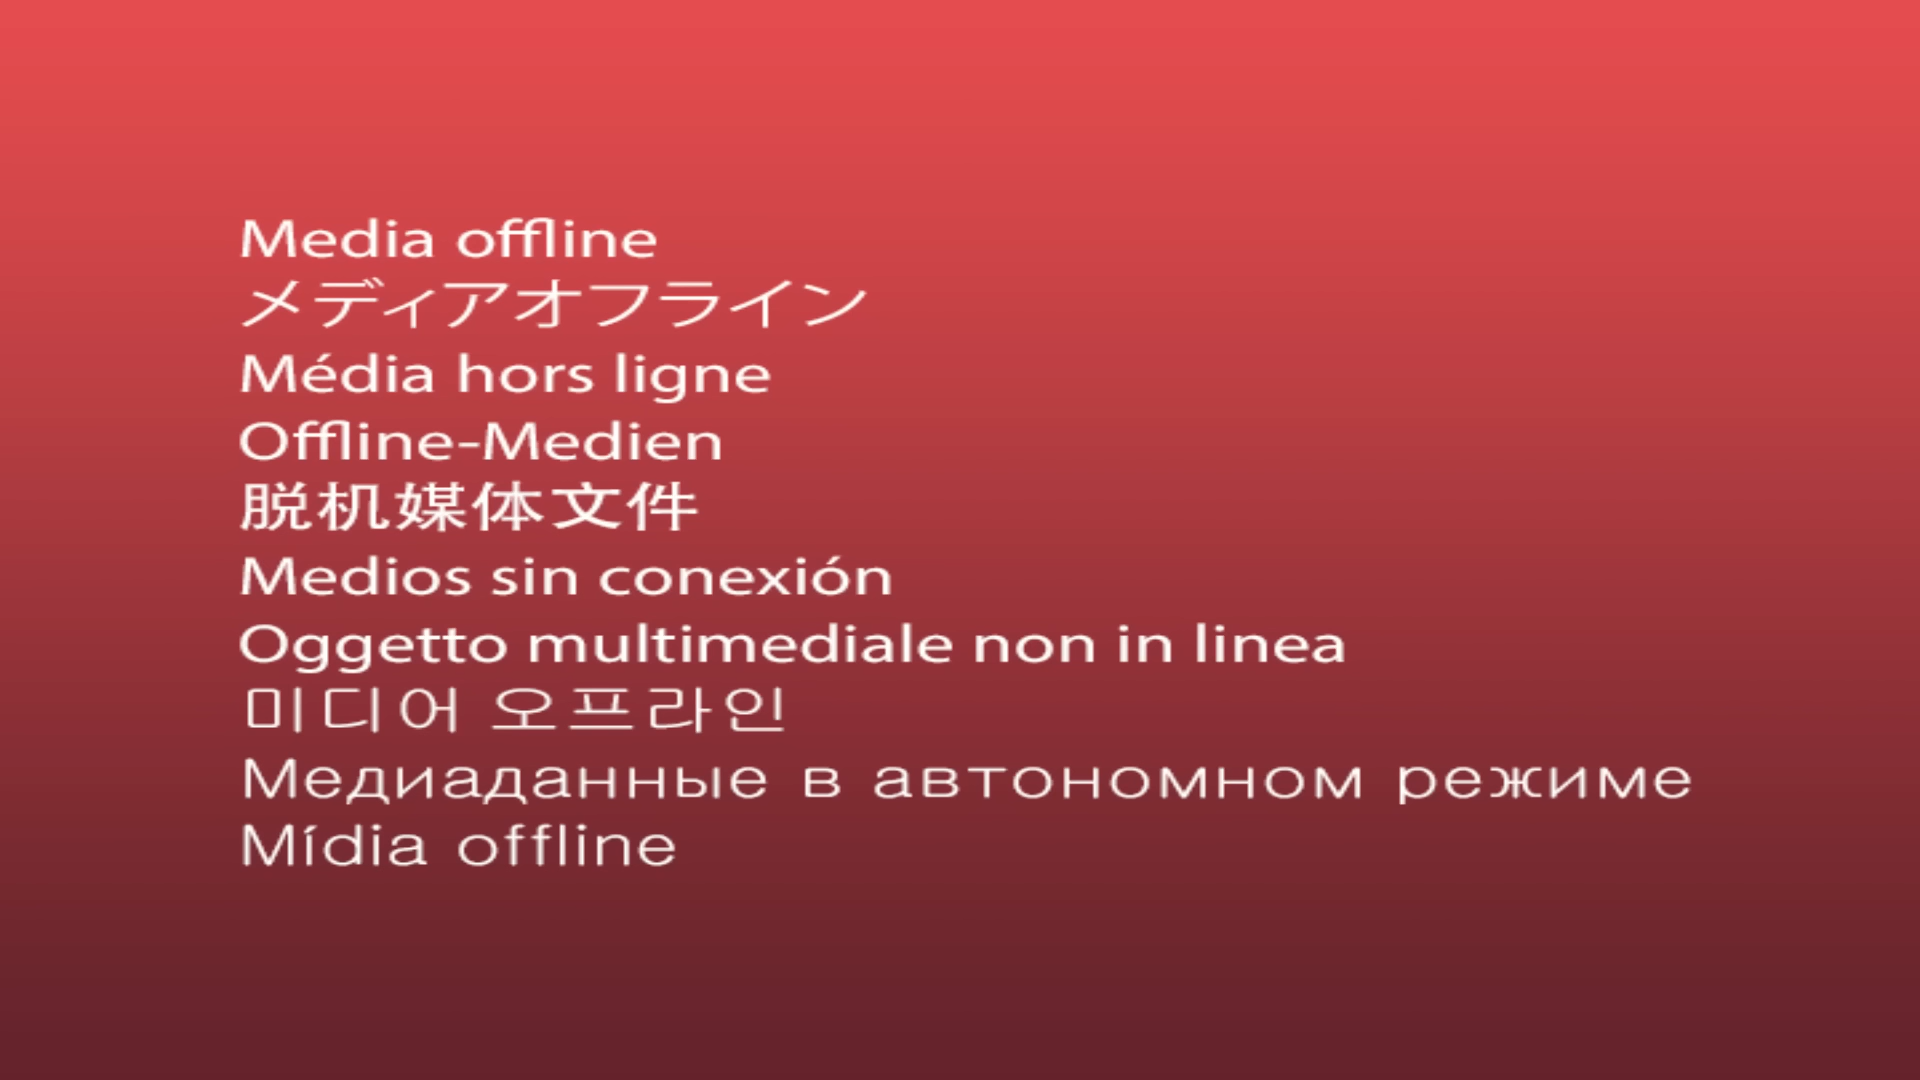 Media offline
メディアオフライン
Média hors ligne
Offline-Medien
脱机媒体文件
Medios sin conexión
Oggetto multimediale non in linea
미디어 오프라인
Медиаданные в автономном режиме
Mídia offline